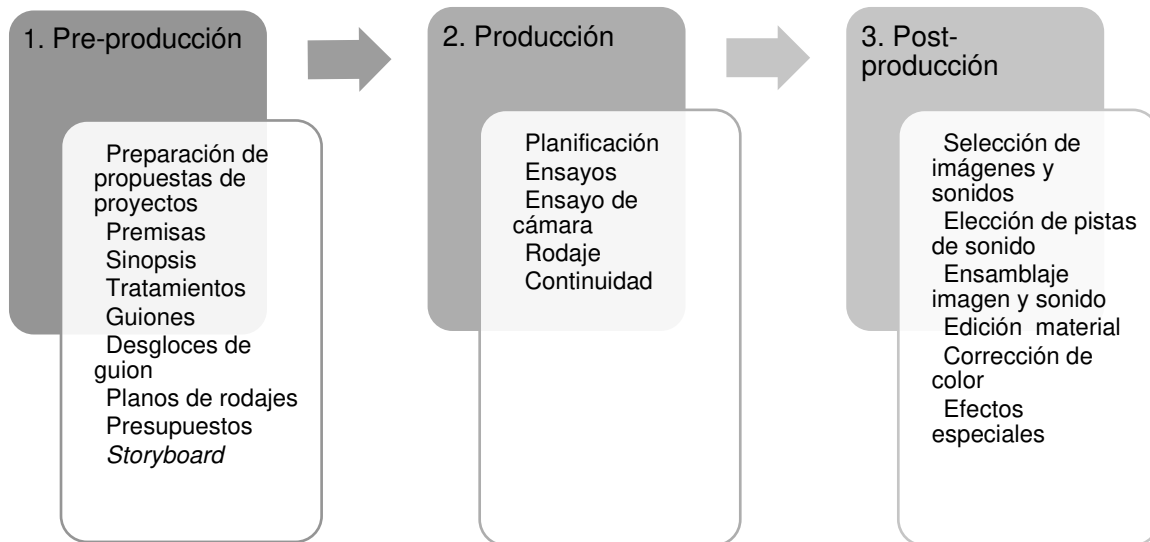 1. Pre-producción
Preparación de
propuestas de
proyectos
Premisas
Sinopsis
Tratamientos
Guiones
Desgloces de
guion
Planos de rodajes
Presupuestos
Storyboard
2. Producción
Planificación
Ensayos
Ensayo de
cámara
Rodaje
Continuidad
3. Post-
producción
Selección de
imágenes y
sonidos
Elección de pistas
de sonido
Ensamblaje
imagen y sonido
Edición material
Corrección de
color
Efectos
especiales